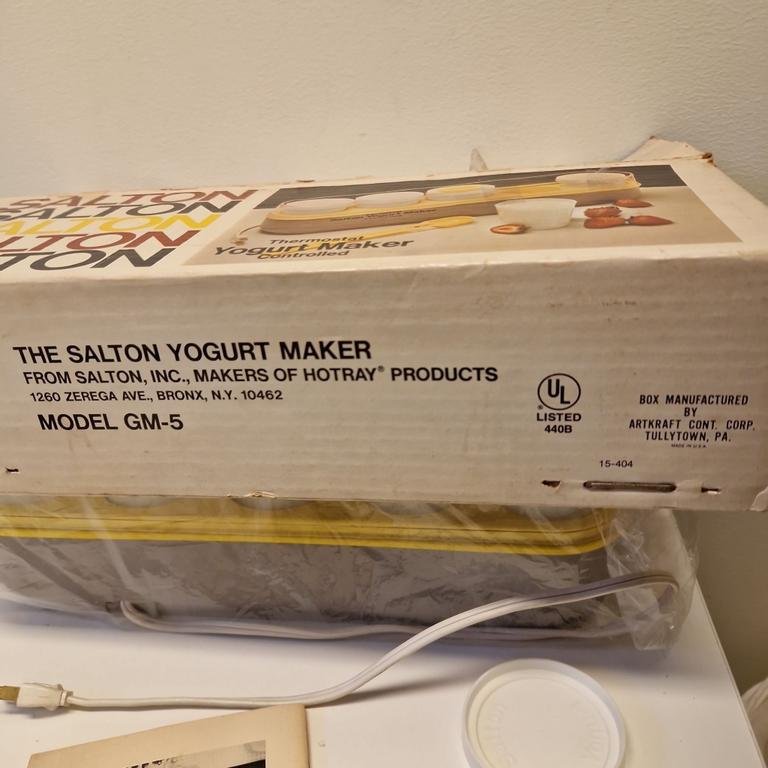 SALTON
SALTON
SALTON
SALTON
SALTON
Thermostat
Yogurt Maker
Controlled
THE SALTON YOGURT MAKER
FROM SALTON, INC., MAKERS OF HOTRAY® PRODUCTS
1260 ZEREGA AVE., BRONX, N.Y. 10462
MODEL GM-5
UL
®
LISTED
440B
BOX MANUFACTURED
BY
ARTKRAFT CONT. CORP.
TULLYTOWN, PA.
MADE IN U.S.A.
15-404